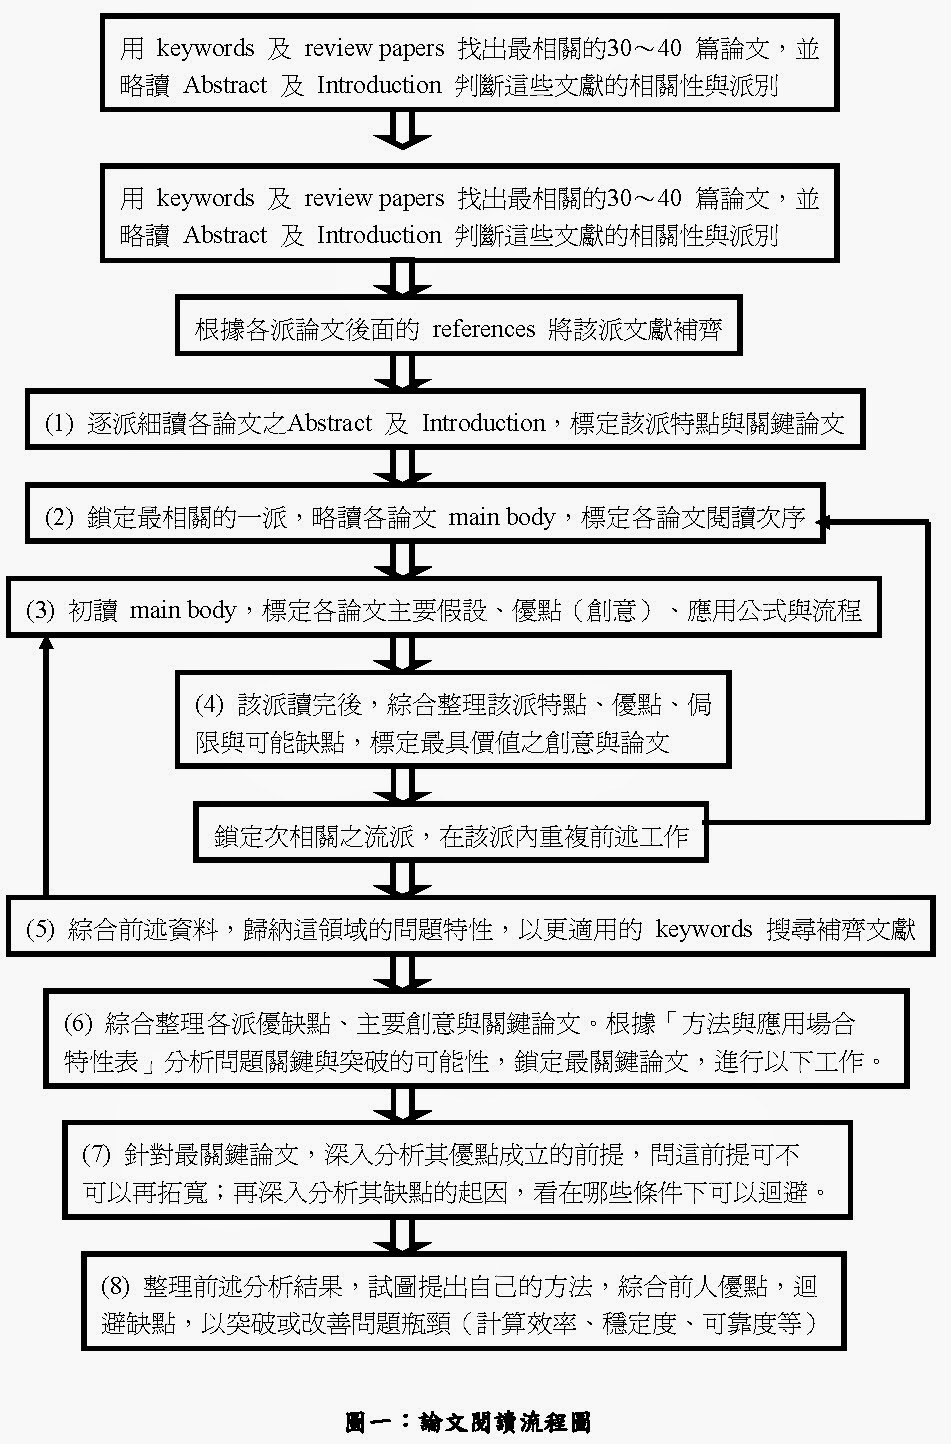 用 keywords 及 review papers 找出最相關的30～40 篇論文，並
略讀 Abstract 及 Introduction 判斷這些文獻的相關性與派別
用 keywords 及 review papers 找出最相關的30～40 篇論文，並
略讀 Abstract 及 Introduction 判斷這些文獻的相關性與派別
根據各派論文後面的 references 將該派文獻補齊
(1) 逐派細讀各論文之Abstract 及 Introduction，標定該派特點與關鍵論文
(2) 鎖定最相關的一派，略讀各論文 main body，標定各論文閱讀次序
(3) 初讀 main body，標定各論文主要假設、優點（創意）、應用公式與流程
(4) 該派讀完後，綜合整理該派特點、優點、侷
限與可能缺點，標定最具價值之創意與論文
鎖定次相關之流派，在該派內重複前述工作
(5) 綜合前述資料，歸納這領域的問題特性，以更適用的 keywords 搜尋補齊文獻
(6) 綜合整理各派優缺點、主要創意與關鍵論文。根據「方法與應用場合
特性表」分析問題關鍵與突破的可能性，鎖定最關鍵論文，進行以下工作。
(7) 針對最關鍵論文，深入分析其優點成立的前提，問這前提可不
可以再拓寬；再深入分析其缺點的起因，看在哪些條件下可以迴避。
(8) 整理前述分析結果，試圖提出自己的方法，綜合前人優點，迴
避缺點，以突破或改善問題瓶頸（計算效率、穩定度、可靠度等）
圖一：論文閱讀流程圖